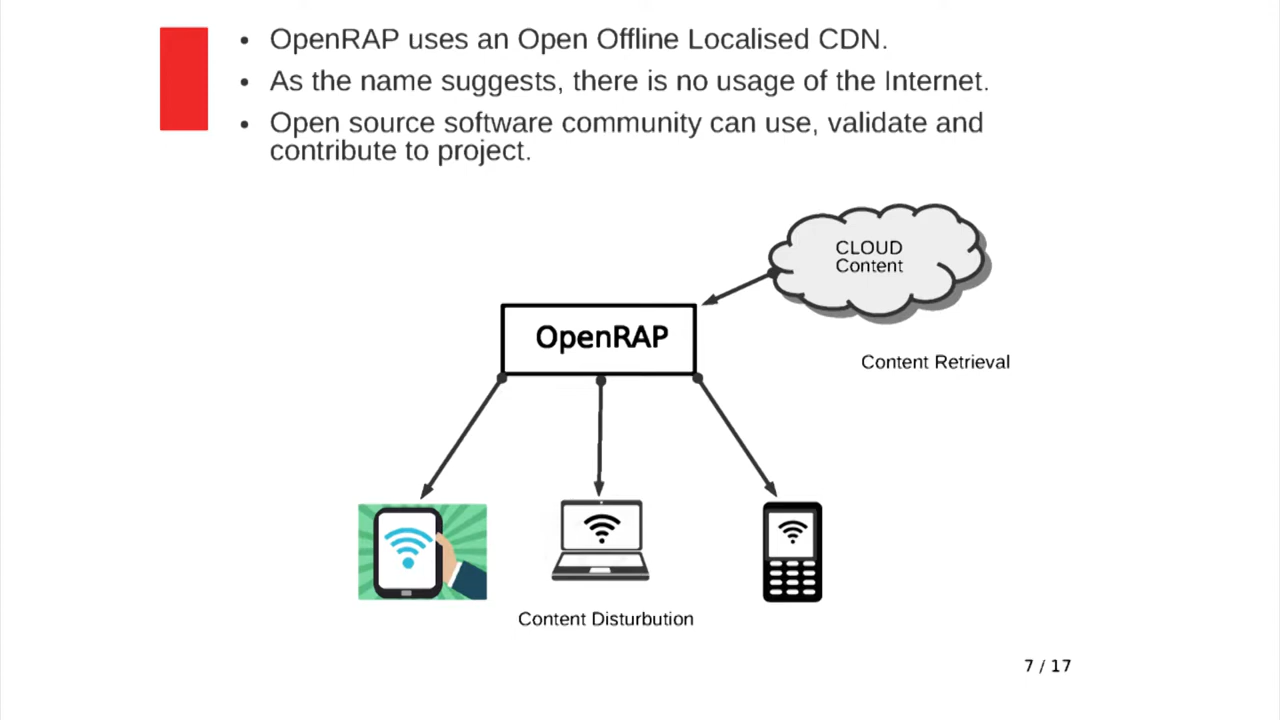 OpenRAP uses an Open Offline Localised CDN.
As the name suggests, there is no usage of the Internet.
Open source software community can use, validate and
contribute to project.
CLOUD
Content
OpenRAP
Content Retrieval
Content Disturbution
7 / 17